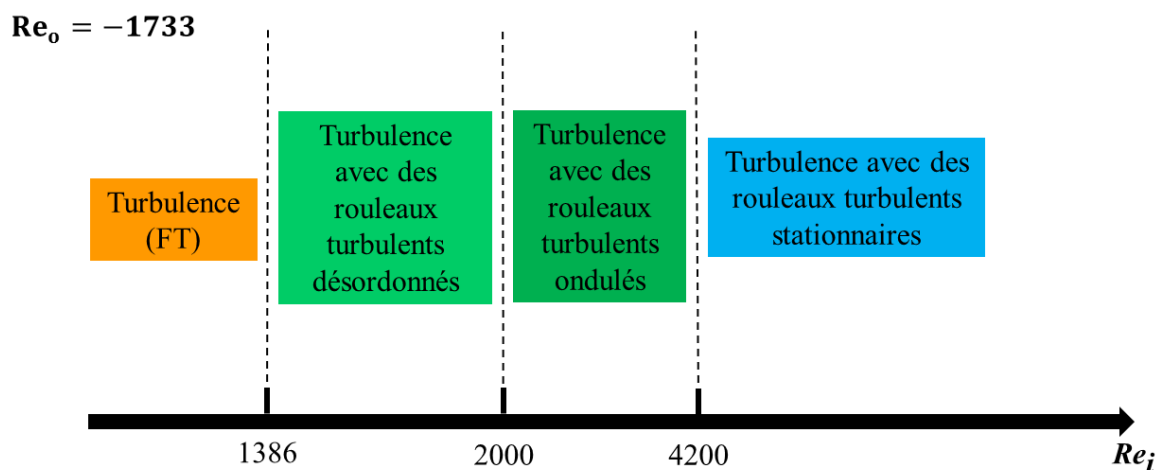 Re₀ = −1733
Turbulence
(FT)
Turbulence
avec des
rouleaux
turbulents
désordonnés
Turbulence
avec des
rouleaux
turbulents
ondulés
Turbulence avec des
rouleaux turbulents
stationnaires
1386
2000
4200
Reᵢ